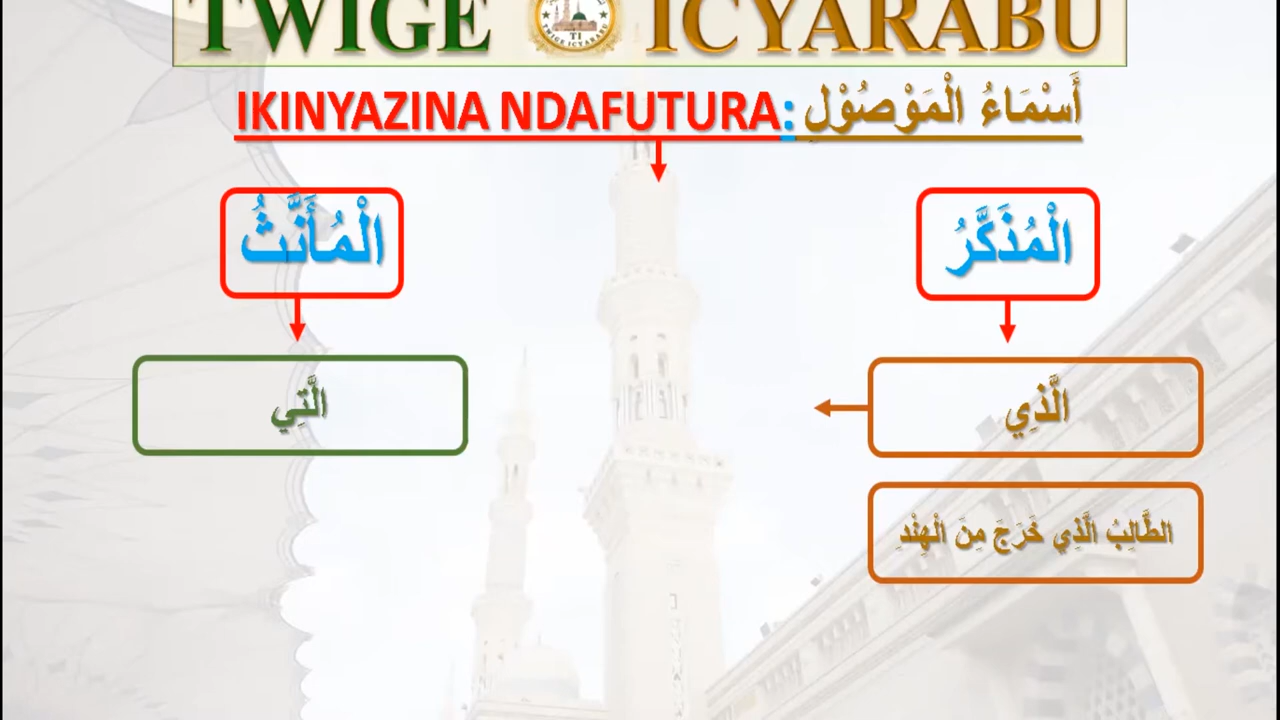 TWIGE ICYARABU
IKINYAZINA NDAFUTURA: أَسْمَاءُ الْمَوْصُوْلِ
الْمُذَكَّرُ
الْمُأَنَّثُ
الَّذِي
الَّتِي
الطَّالِبُ الَّذِي خَرَجَ مِنَ الْهِنْدِ